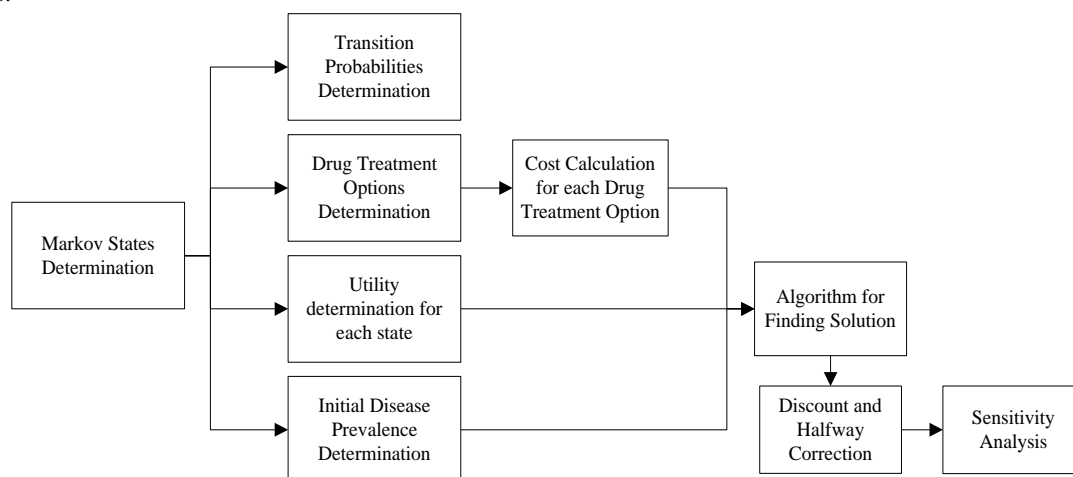 Transition
Probabilities
Determination
Drug Treatment
Options
Determination
Cost Calculation
for each Drug
Treatment Option
Markov States
Determination
Utility
determination for
each state
Algorithm for
Finding Solution
Initial Disease
Prevalence
Determination
Discount and
Halfway
Correction
Sensitivity
Analysis